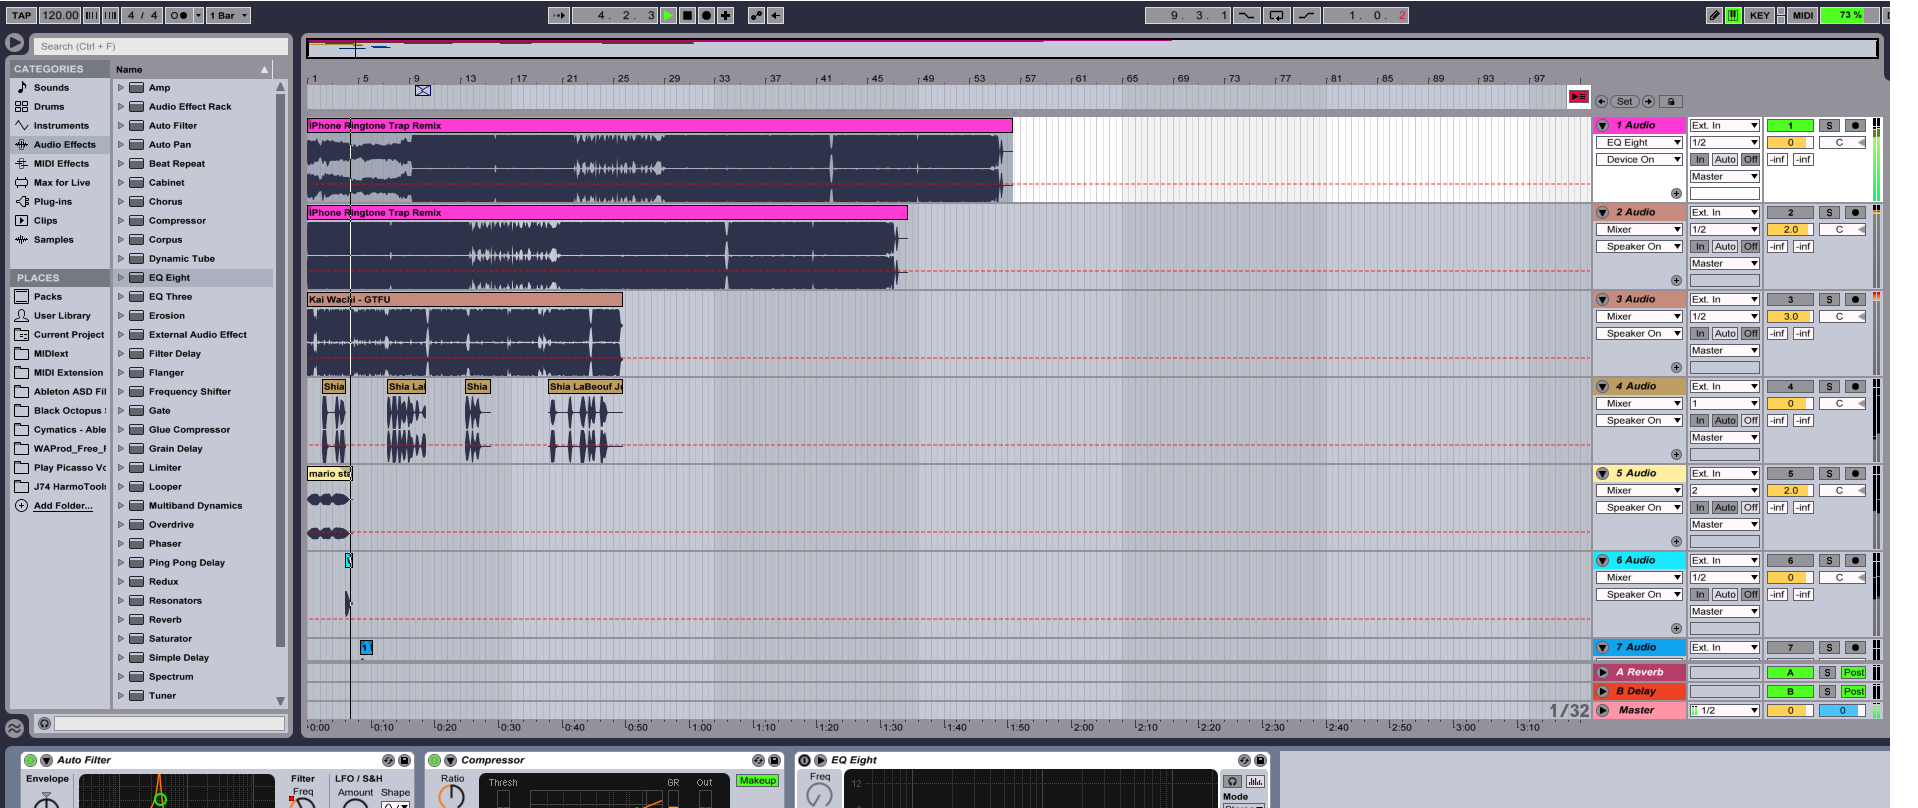 TAP 120.00 4 / 4 1 Bar 4. 2. 3 9. 3. 1 1. 0. 2 KEY MIDI 73 %
Search (Ctrl + F)
CATEGORIES
Sounds
Drums
Instruments
Audio Effects
MIDI Effects
Max for Live
Plug-ins
Clips
Samples
PLACES
Packs
User Library
Current Project
MIDIext
MIDI Extension
Ableton ASD Fil
Black Octopus
Cymatics - Able
WAProd_Free_
Play Picasso Vo
J74 HarmoTools
Add Folder...
Name
Amp
Audio Effect Rack
Auto Filter
Auto Pan
Beat Repeat
Cabinet
Chorus
Compressor
Corpus
Dynamic Tube
EQ Eight
EQ Three
Erosion
External Audio Effect
Filter Delay
Flanger
Frequency Shifter
Gate
Glue Compressor
Grain Delay
Limiter
Looper
Multiband Dynamics
Overdrive
Phaser
Ping Pong Delay
Redux
Resonators
Reverb
Saturator
Simple Delay
Spectrum
Tuner
1 5 9 13 17 21 25 29 33 37 41 45 49 53 57 61 65 69 73 77 81 85 89 93 97
Set
iPhone Ringtone Trap Remix
iPhone Ringtone Trap Remix
Kai Wachi - GTFU
Shia Shia La Shia Shia LaBeouf Ju
mario sta
1
1 Audio Ext. In 1 S
EQ Eight 1/2 0 C
Device On In Auto Off -inf -inf
Master
2 Audio Ext. In 2 S
Mixer 1/2 2.0 C
Speaker On In Auto Off -inf -inf
Master
3 Audio Ext. In 3 S
Mixer 1/2 3.0 C
Speaker On In Auto Off -inf -inf
Master
4 Audio Ext. In 4 S
Mixer 1 0 C
Speaker On In Auto Off -inf -inf
Master
5 Audio Ext. In 5 S
Mixer 2 2.0 C
Speaker On In Auto Off -inf -inf
Master
6 Audio Ext. In 6 S
Mixer 1/2 0 C
Speaker On In Auto Off -inf -inf
Master
7 Audio Ext. In 7 S
A Reverb A S Post
B Delay B S Post
1/32 Master 1/2 0 0
0:00 0:10 0:20 0:30 0:40 0:50 1:00 1:10 1:20 1:30 1:40 1:50 2:00 2:10 2:20 2:30 2:40 2:50 3:00 3:10
Auto Filter
Envelope Filter LFO / S&H
Freq Amount Shape
Compressor
Ratio Thresh GR Out Makeup
EQ Eight
Freq 12
Mode